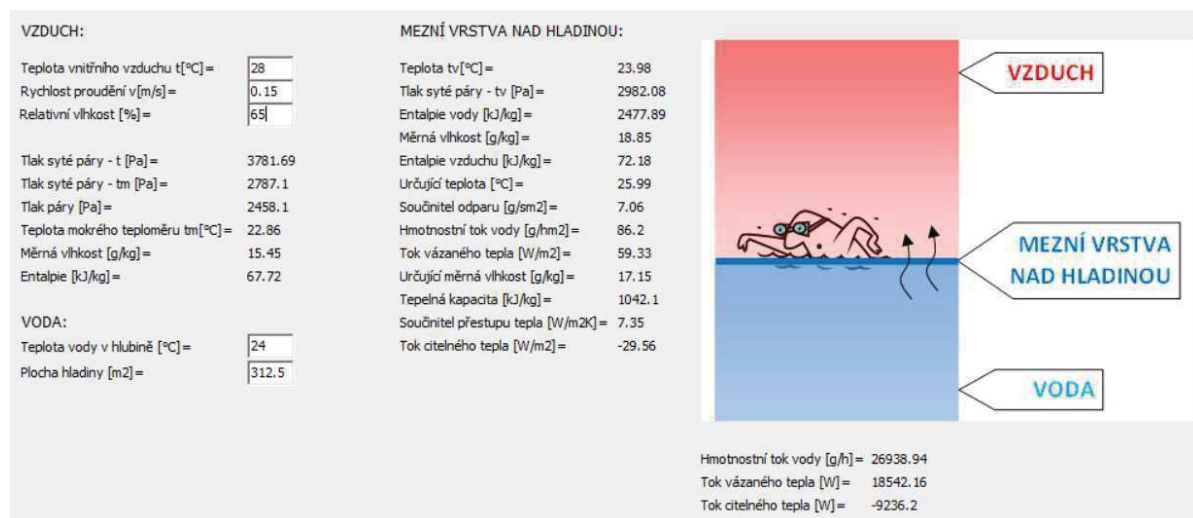 VZDUCH:
Teplota vnitřního vzduchu t[°C]= 28
Rychlost proudění v[m/s]= 0.15
Relativní vlhkost [%]= 65
Tlak syté páry - t [Pa]= 3781.69
Tlak syté páry - tm [Pa]= 2787.1
Tlak páry [Pa]= 2458.1
Teplota mokrého teploměru tm[°C]= 22.86
Měrná vlhkost [g/kg]= 15.45
Entalpie [kJ/kg]= 67.72
VODA:
Teplota vody v hlubině [°C]= 24
Plocha hladiny [m2]= 312.5
MEZNÍ VRSTVA NAD HLADINOU:
Teplota tv[°C]= 23.98
Tlak syté páry - tv [Pa]= 2982.08
Entalpie vody [kJ/kg]= 2477.89
Měrná vlhkost [g/kg]= 18.85
Entalpie vzduchu [kJ/kg]= 72.18
Určující teplota [°C]= 25.99
Součinitel odparu [g/sm2]= 7.06
Hmotnostní tok vody [g/hm2]= 86.2
Tok vázaného tepla [W/m2]= 59.33
Určující měrná vlhkost [g/kg]= 17.15
Tepelná kapacita [kJ/kg]= 1042.1
Součinitel přestupu tepla [W/m2K]= 7.35
Tok citelného tepla [W/m2]= -29.56
VZDUCH
MEZNÍ VRSTVA
NAD HLADINOU
VODA
Hmotnostní tok vody [g/h]= 26938.94
Tok vázaného tepla [W]= 18542.16
Tok citelného tepla [W]= -9236.2